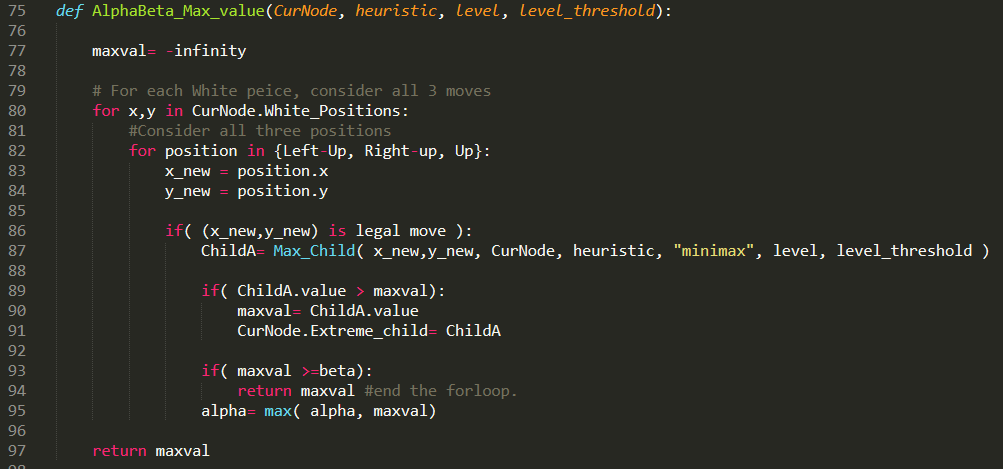 75 def AlphaBeta_Max_value(CurNode, heuristic, level, level_threshold):
76
77 maxval= -infinity
78
79 # For each White peice, consider all 3 moves
80 for x,y in CurNode.White_Positions:
81 #Consider all three positions
82 for position in {Left-Up, Right-up, Up}:
83 x_new = position.x
84 y_new = position.y
85
86 if( (x_new,y_new) is legal move ):
87 ChildA= Max_Child( x_new,y_new, CurNode, heuristic, "minimax", level, level_threshold )
88
89 if( ChildA.value > maxval):
90 maxval= ChildA.value
91 CurNode.Extreme_child= ChildA
92
93 if( maxval >=beta):
94 return maxval #end the forloop.
95 alpha= max( alpha, maxval)
96
97 return maxval
98